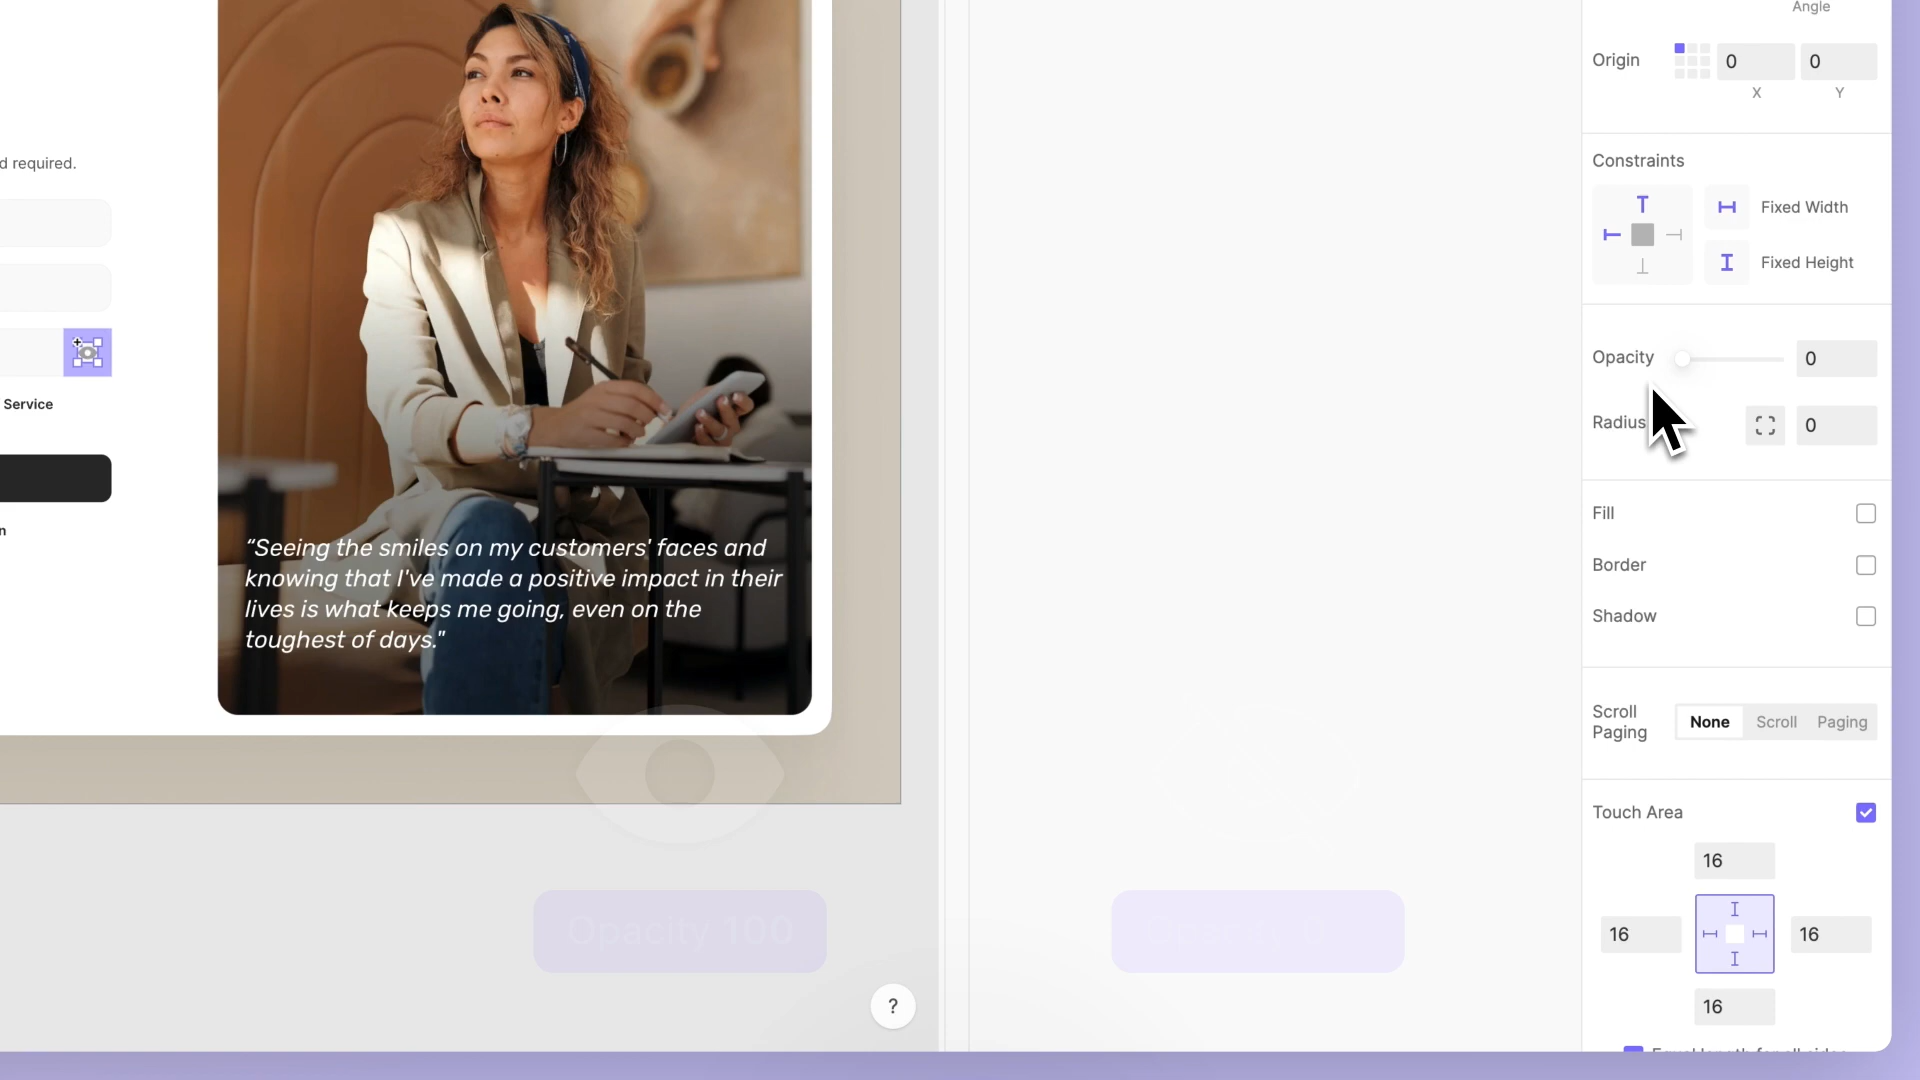 Angle
Origin
0
0
X
Y
d required.
Constraints
Fixed Width
Fixed Height
Opacity
0
Service
Radius
0
n
Fill
Border
Shadow
“Seeing the smiles on my customers' faces and
knowing that I've made a positive impact in their
lives is what keeps me going, even on the
toughest of days."
Scroll
Paging
None
Scroll
Paging
Touch Area
16
16
16
16
Opacity 100
?